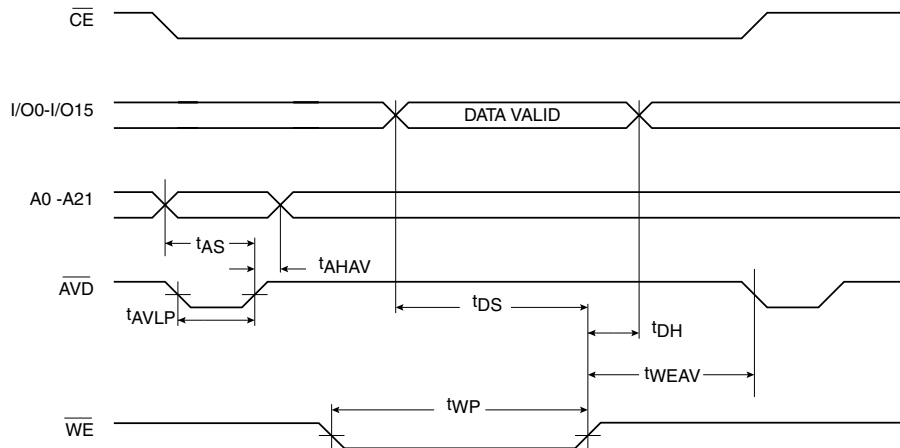 CE
I/O0-I/O15
DATA VALID
A0 -A21
tAS
tAHAV
AVD
tAVLP
tDS
tDH
tWEAV
tWP
WE